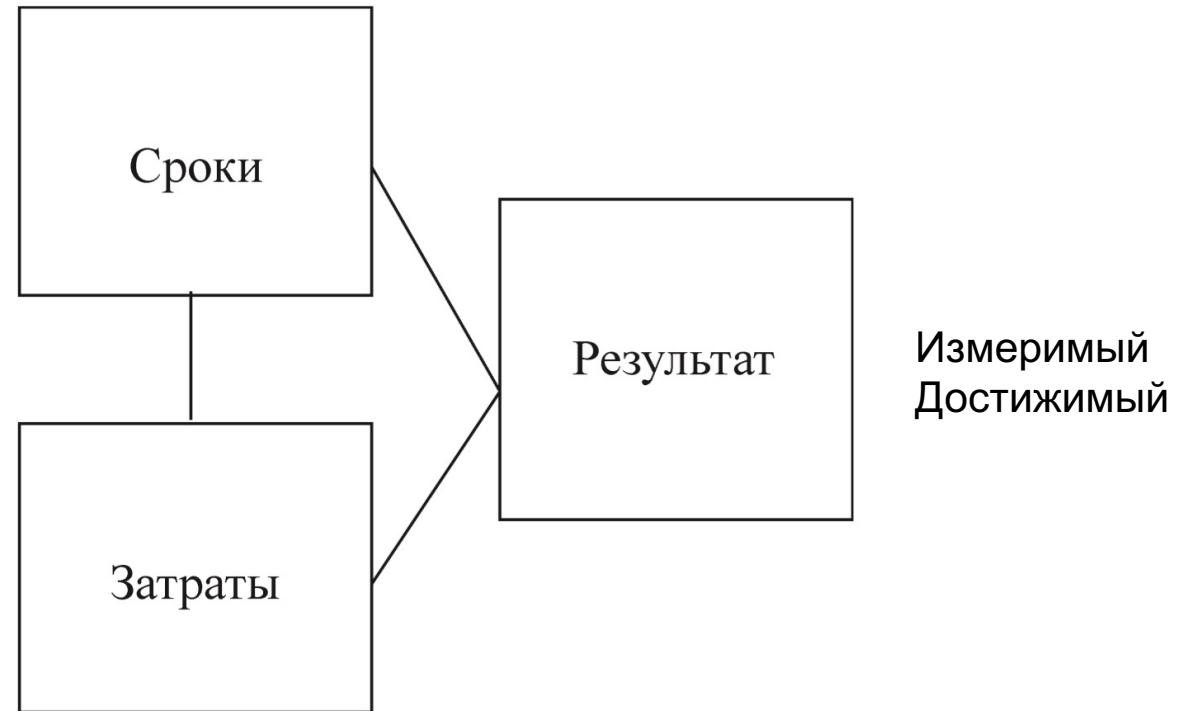 Сроки
Затраты
Результат
Измеримый
Достижимый